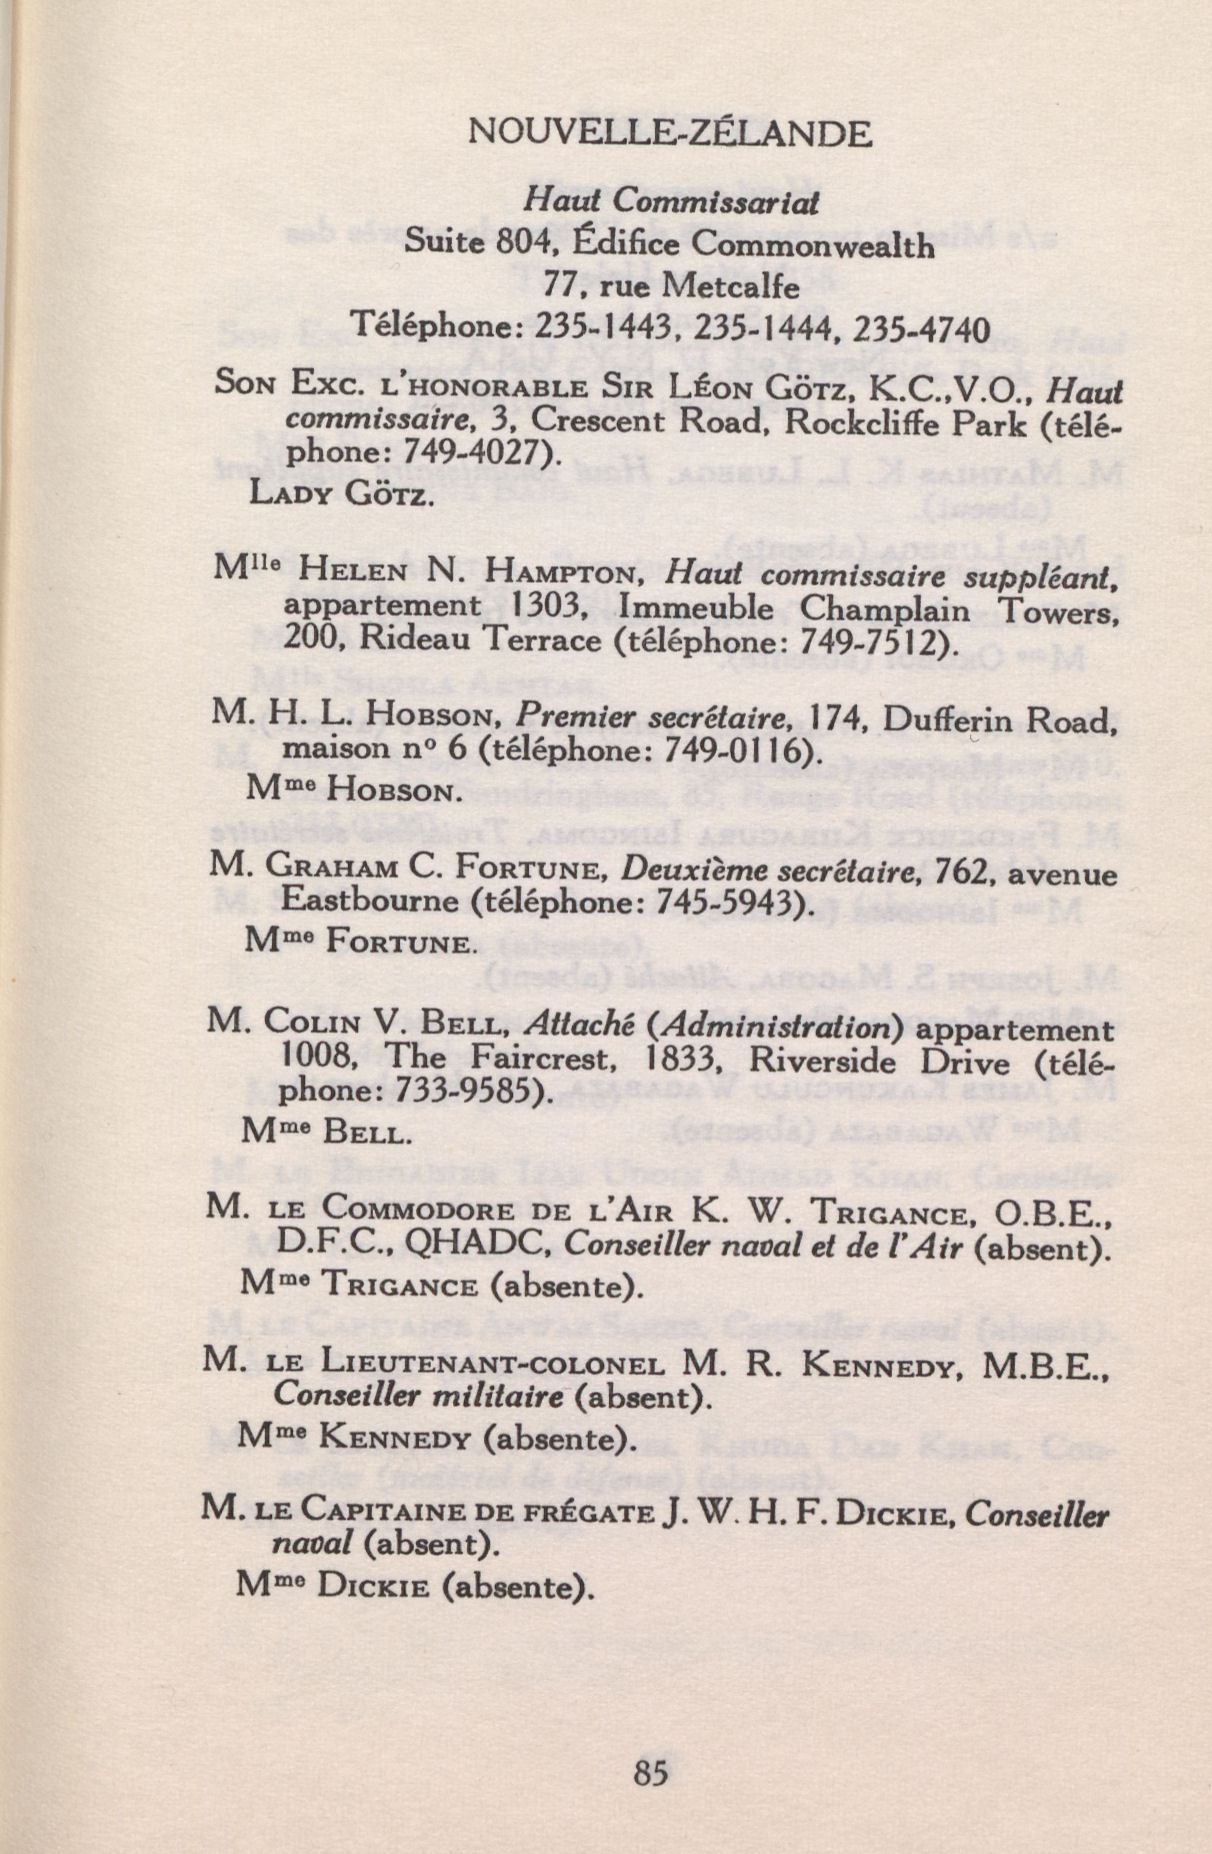 NOUVELLE-ZÉLANDE
Haut Commissariat
Suite 804, Édifice Commonwealth
77, rue Metcalfe
Téléphone: 235-1443, 235-1444, 235-4740
SON EXC. L'HONORABLE SIR LÉON GÖTZ, K.C.,V.O., Haut
commissaire, 3, Crescent Road, Rockcliffe Park (télé-
phone: 749-4027).
LADY GÖTZ.
Mlle HELEN N. HAMPTON, Haut commissaire suppléant,
appartement 1303, Immeuble Champlain Towers,
200, Rideau Terrace (téléphone: 749-7512).
M. H. L. HOBSON, Premier secrétaire, 174, Dufferin Road,
maison nº 6 (téléphone: 749-0116).
Mme HOBSON.
M. GRAHAM C. FORTUNE, Deuxième secrétaire, 762, avenue
Eastbourne (téléphone: 745-5943).
Mme FORTUNE.
M. COLIN V. BELL, Attaché (Administration) appartement
1008, The Faircrest, 1833, Riverside Drive (télé-
phone: 733-9585).
Mme BELL.
M. LE COMMODORE DE L'AIR K. W. TRIGANCE, O.B.E.,
D.F.C., QHADC, Conseiller naval et de l'Air (absent).
Mme TRIGANCE (absente).
M. LE LIEUTENANT-COLONEL M. R. KENNEDY, M.B.E.,
Conseiller militaire (absent).
Mme KENNEDY (absente).
M. LE CAPITAINE DE FRÉGATE J. W. H. F. DICKIE, Conseiller
naval (absent).
Mme DICKIE (absente).
85